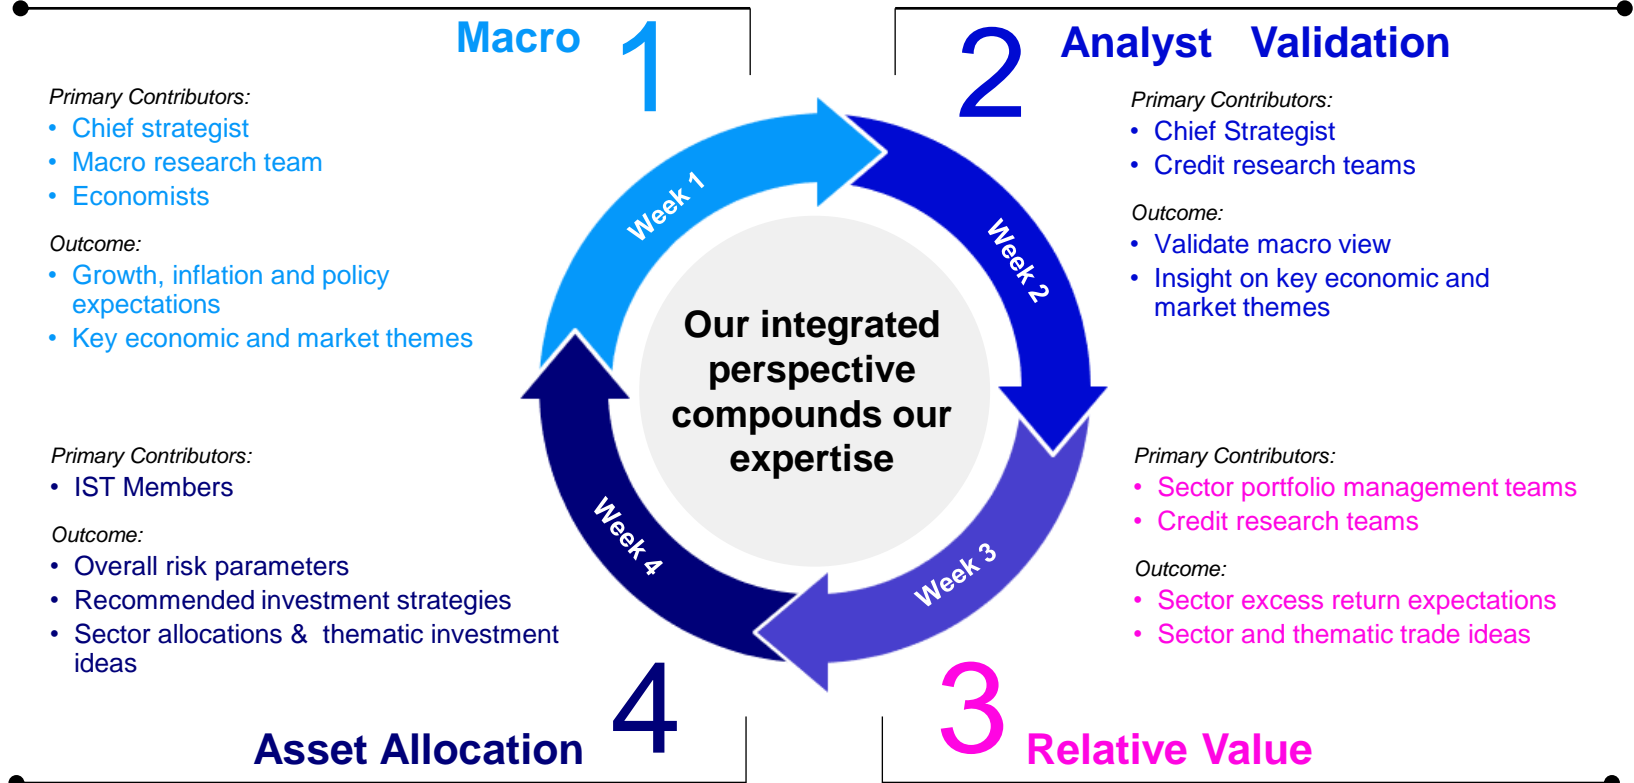 Macro 1
Primary Contributors:
• Chief strategist
• Macro research team
• Economists
Outcome:
• Growth, inflation and policy
expectations
• Key economic and market themes
2 Analyst Validation
Primary Contributors:
• Chief Strategist
• Credit research teams
Outcome:
• Validate macro view
• Insight on key economic and
market themes
Week 1
Week 2
Our integrated
perspective
compounds our
expertise
Week 4
Week 3
Primary Contributors:
• IST Members
Outcome:
• Overall risk parameters
• Recommended investment strategies
• Sector allocations & thematic investment
ideas
Asset Allocation 4
Primary Contributors:
• Sector portfolio management teams
• Credit research teams
Outcome:
• Sector excess return expectations
• Sector and thematic trade ideas
3 Relative Value